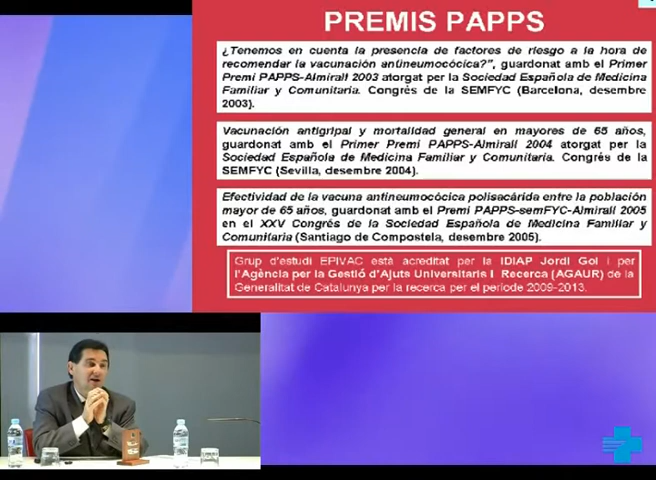 PREMIS PAPPS
¿Tenemos en cuenta la presencia de factores de riesgo a la hora de
recomendar la vacunación antineumocócica?", guardonat amb el Primer
Premi PAPPS-Almirall 2003 atorgat per la Sociedad Española de Medicina
Familiar y Comunitaria. Congrés de la SEMFYC (Barcelona, desembre
2003).
Vacunación antigripal y mortalidad general en mayores de 65 años,
guardonat amb el Primer Premi PAPPS-Almirall 2004 atorgat per la
Sociedad Española de Medicina Familiar y Comunitaria. Congrés de la
SEMFYC (Sevilla, desembre 2004).
Efectividad de la vacuna antineumocócica polisacárida entre la población
mayor de 65 años, guardonat amb el Premi PAPPS-semFYC-Almirall 2005
en el XXV Congrés de la Sociedad Española de Medicina Familiar y
Comunitaria (Santiago de Compostela, desembre 2005).
Grup d'estudi EPIVAC està acreditat per la IDIAP Jordi Gol i per
l'Agència per la Gestió d'Ajuts Universitaris I Recerca (AGAUR) de la
Generalitat de Catalunya per la recerca per el període 2009-2013.